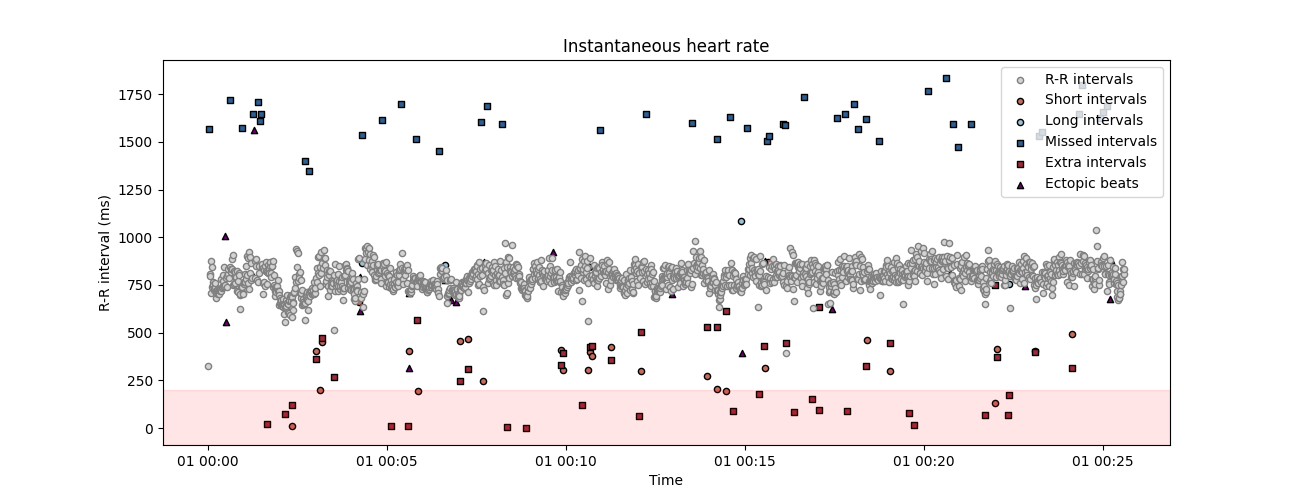 Instantaneous heart rate
R-R interval (ms)
1750
1500
1250
1000
750
500
250
0
R-R intervals
Short intervals
Long intervals
Missed intervals
Extra intervals
Ectopic beats
01 00:00
01 00:05
01 00:10
01 00:15
01 00:20
01 00:25
Time